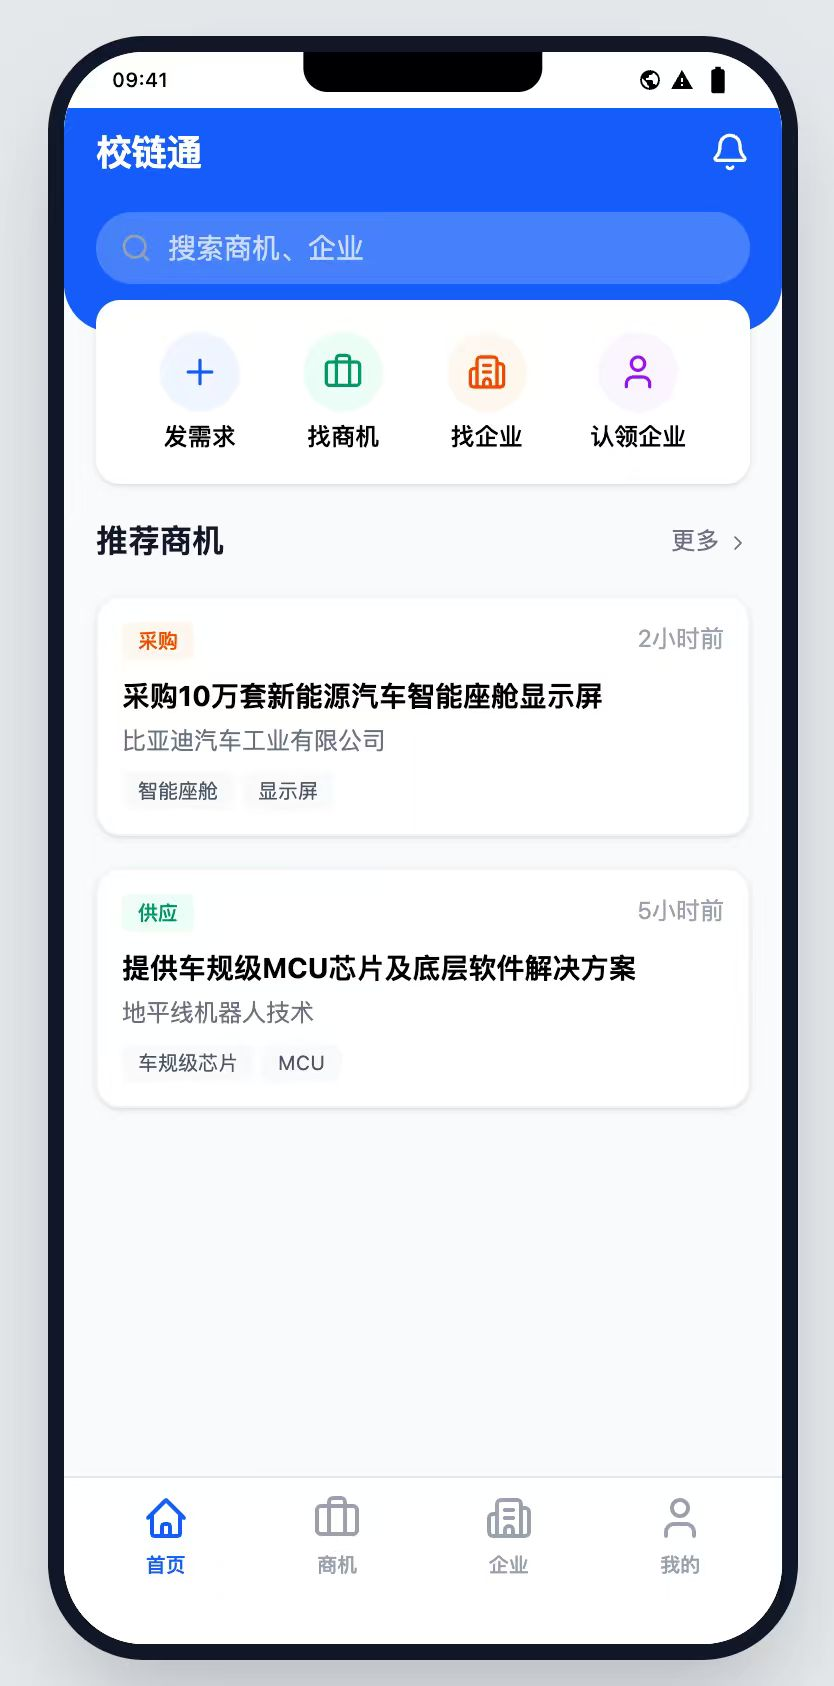 09:41
校链通
搜索商机、企业
发需求 找商机 找企业 认领企业
推荐商机 更多
采购 2小时前
采购10万套新能源汽车智能座舱显示屏
比亚迪汽车工业有限公司
智能座舱 显示屏
供应 5小时前
提供车规级MCU芯片及底层软件解决方案
地平线机器人技术
车规级芯片 MCU
首页 商机 企业 我的